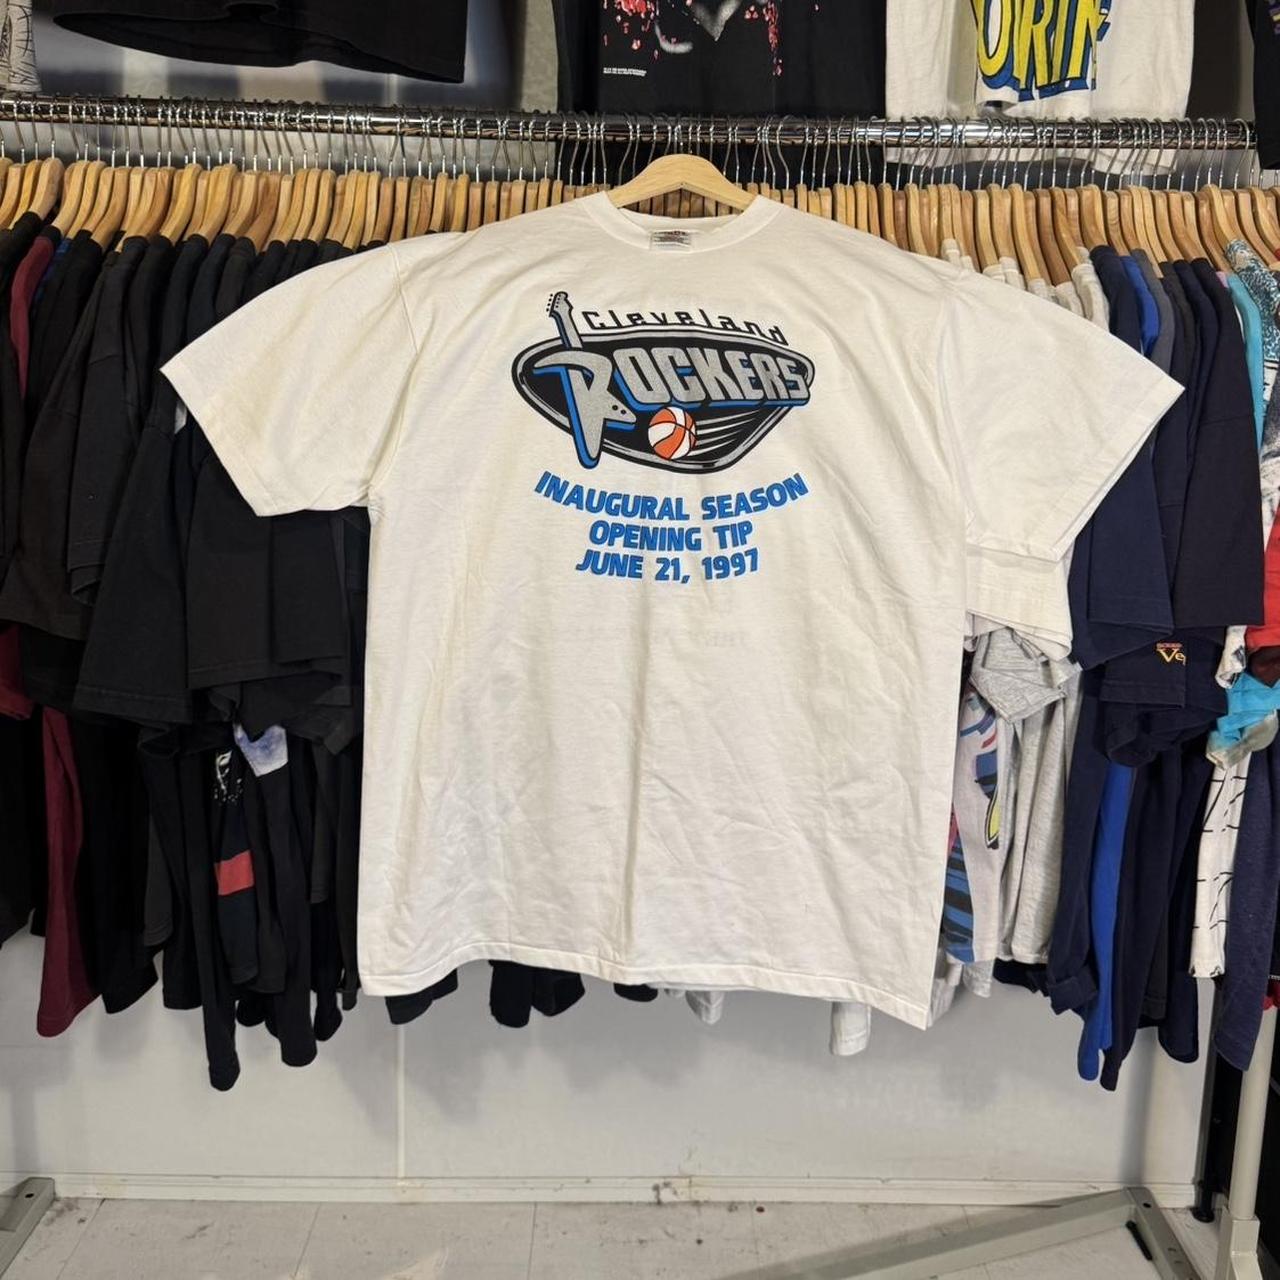 Cleveland
ROCKERS
INAUGURAL SEASON
OPENING TIP
JUNE 21, 1997